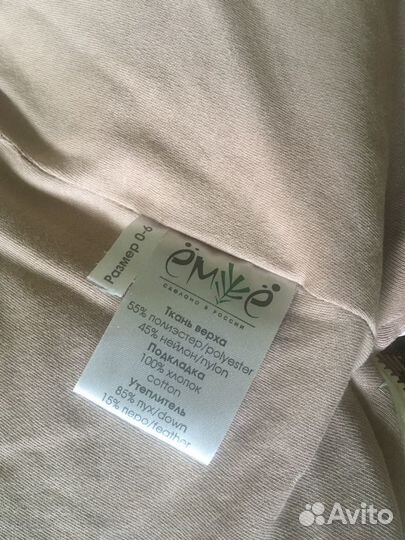 Размер 0-6
ёмаё
СДЕЛАНО В РОССИИ
Ткань верха
55% полиэстер/polyester
45% нейлон/nylon
Подкладка
100% хлопок
cotton
Утеплитель
85% пух/down
15% перо/feather
Avito